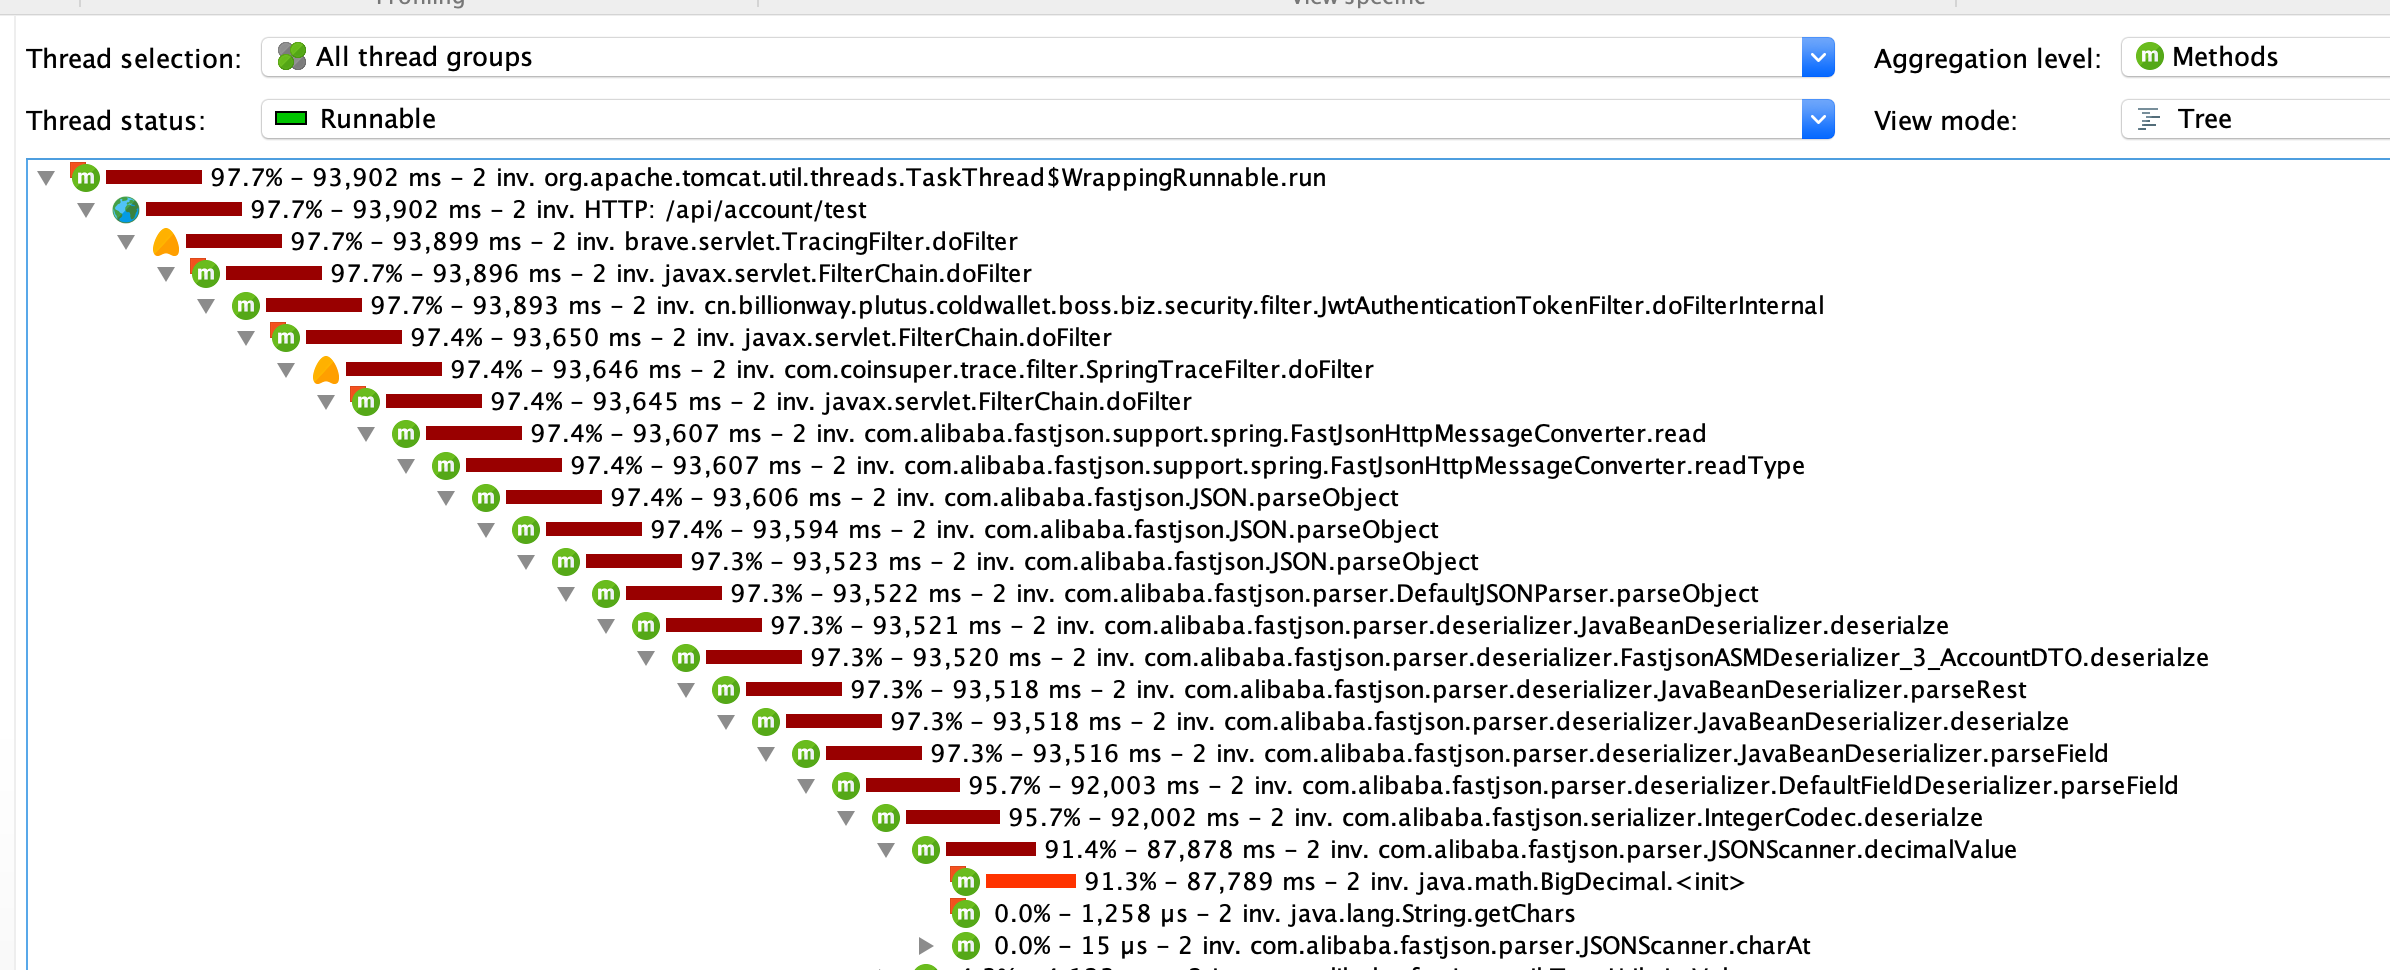 Profiling
View specific
Thread selection: All thread groups Aggregation level: m Methods
Thread status: Runnable View mode: Tree
m 97.7% – 93,902 ms – 2 inv. org.apache.tomcat.util.threads.TaskThread$WrappingRunnable.run
97.7% – 93,902 ms – 2 inv. HTTP: /api/account/test
97.7% – 93,899 ms – 2 inv. brave.servlet.TracingFilter.doFilter
m 97.7% – 93,896 ms – 2 inv. javax.servlet.FilterChain.doFilter
m 97.7% – 93,893 ms – 2 inv. cn.billionway.plutus.coldwallet.boss.biz.security.filter.JwtAuthenticationTokenFilter.doFilterInternal
m 97.4% – 93,650 ms – 2 inv. javax.servlet.FilterChain.doFilter
97.4% – 93,646 ms – 2 inv. com.coinsuper.trace.filter.SpringTraceFilter.doFilter
m 97.4% – 93,645 ms – 2 inv. javax.servlet.FilterChain.doFilter
m 97.4% – 93,607 ms – 2 inv. com.alibaba.fastjson.support.spring.FastJsonHttpMessageConverter.read
m 97.4% – 93,607 ms – 2 inv. com.alibaba.fastjson.support.spring.FastJsonHttpMessageConverter.readType
m 97.4% – 93,606 ms – 2 inv. com.alibaba.fastjson.JSON.parseObject
m 97.4% – 93,594 ms – 2 inv. com.alibaba.fastjson.JSON.parseObject
m 97.3% – 93,523 ms – 2 inv. com.alibaba.fastjson.JSON.parseObject
m 97.3% – 93,522 ms – 2 inv. com.alibaba.fastjson.parser.DefaultJSONParser.parseObject
m 97.3% – 93,521 ms – 2 inv. com.alibaba.fastjson.parser.deserializer.JavaBeanDeserializer.deserialze
m 97.3% – 93,520 ms – 2 inv. com.alibaba.fastjson.parser.deserializer.FastjsonASMDeserializer_3_AccountDTO.deserialze
m 97.3% – 93,518 ms – 2 inv. com.alibaba.fastjson.parser.deserializer.JavaBeanDeserializer.parseRest
m 97.3% – 93,518 ms – 2 inv. com.alibaba.fastjson.parser.deserializer.JavaBeanDeserializer.deserialze
m 97.3% – 93,516 ms – 2 inv. com.alibaba.fastjson.parser.deserializer.JavaBeanDeserializer.parseField
m 95.7% – 92,003 ms – 2 inv. com.alibaba.fastjson.parser.deserializer.DefaultFieldDeserializer.parseField
m 95.7% – 92,002 ms – 2 inv. com.alibaba.fastjson.serializer.IntegerCodec.deserialze
m 91.4% – 87,878 ms – 2 inv. com.alibaba.fastjson.parser.JSONScanner.decimalValue
m 91.3% – 87,789 ms – 2 inv. java.math.BigDecimal.<init>
m 0.0% – 1,258 µs – 2 inv. java.lang.String.getChars
m 0.0% – 15 µs – 2 inv. com.alibaba.fastjson.parser.JSONScanner.charAt